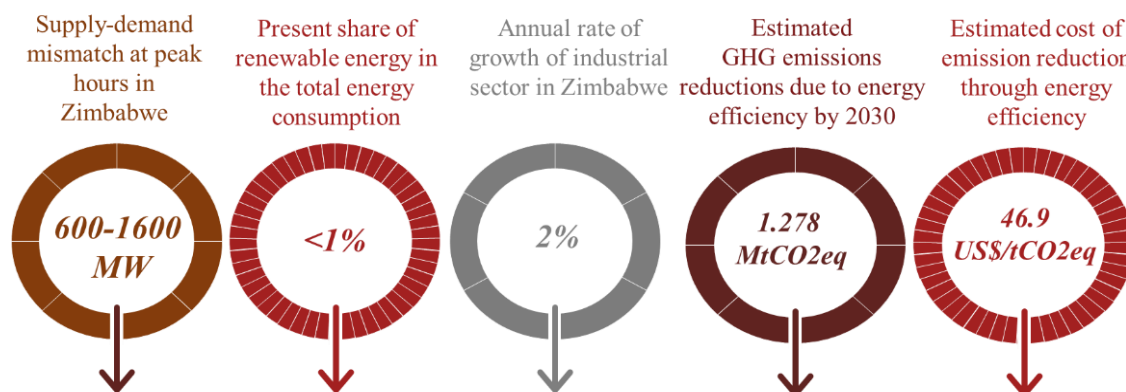 Supply-demand
mismatch at peak
hours in
Zimbabwe
Present share of
renewable energy in
the total energy
consumption
Annual rate of
growth of industrial
sector in Zimbabwe
Estimated
GHG emissions
reductions due to energy
efficiency by 2030
Estimated cost of
emission reduction
through energy
efficiency
600-1600
MW
<1%
2%
1.278
MtCO2eq
46.9
US$/tCO2eq